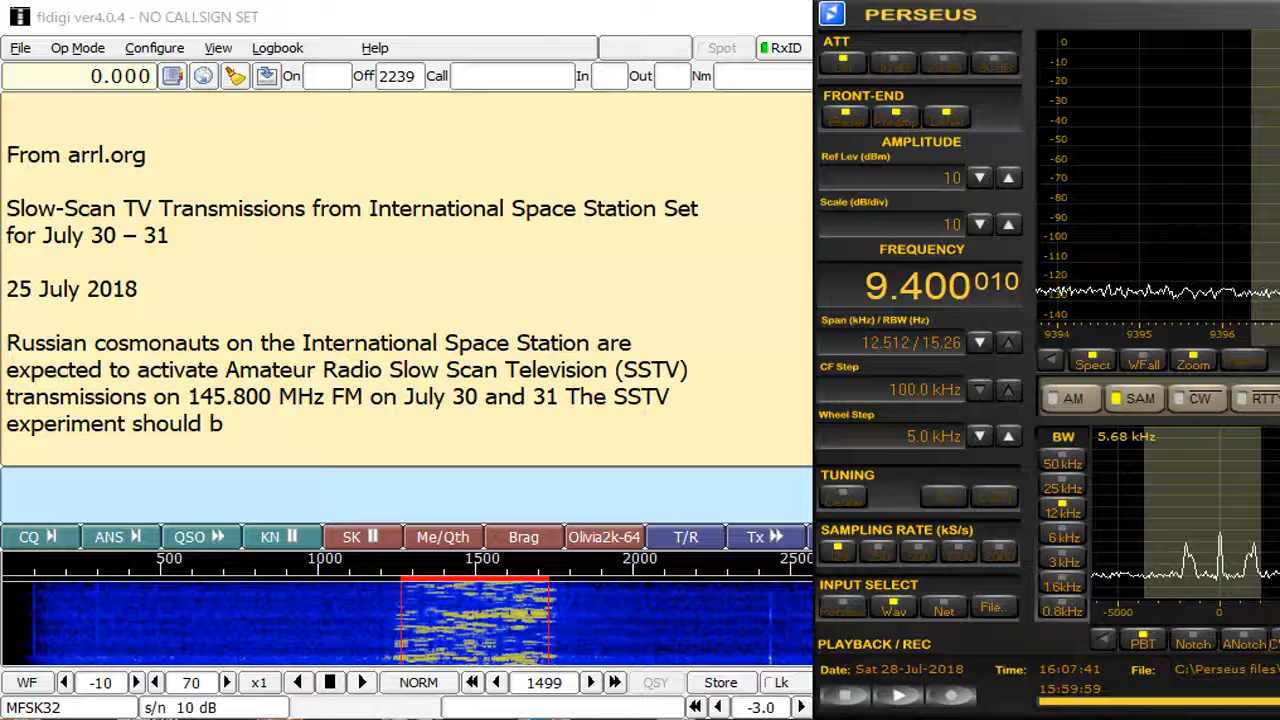 fldigi ver4.0.4 - NO CALLSIGN SET
File Op Mode Configure View Logbook Help Spot RxID
0.000 On Off 2239 Call In Out Nm
From arrl.org
Slow-Scan TV Transmissions from International Space Station Set
for July 30 – 31
25 July 2018
Russian cosmonauts on the International Space Station are
expected to activate Amateur Radio Slow Scan Television (SSTV)
transmissions on 145.800 MHz FM on July 30 and 31 The SSTV
experiment should b
CQ ANS QSO KN SK Me/Qth Brag Olivia2k-64 T/R Tx
500 1000 1500 2000 2500
WF -10 70 x1 NORM 1499 QSY Store Lk
MFSK32 s/n 10 dB -3.0
PERSEUS
ATT
FRONT-END
AMPLITUDE
Ref Lev (dBm)
10
Scale (dB/div)
10
FREQUENCY
9.400010
Span (kHz) / RBW (Hz)
12.512 / 15.26
CF Step
100.0 kHz
Wheel Step
5.0 kHz
TUNING
Center
SAMPLING RATE (kS/s)
INPUT SELECT
Perseus Wav Net File..
PLAYBACK / REC
Date: Sat 28-Jul-2018 Time: 16:07:41 File: C:\Perseus files\
15:59:59
0
-10
-20
-30
-40
-50
-60
-70
-80
-90
-100
-110
-120
-130
-140
9394 9395 9396
Spect WFall Zoom
AM SAM CW RTT
BW 5.68 kHz
50 kHz
25 kHz
12 kHz
6 kHz
3 kHz
1.6kHz
0.8kHz
-5000 0
PBT Notch ANotch